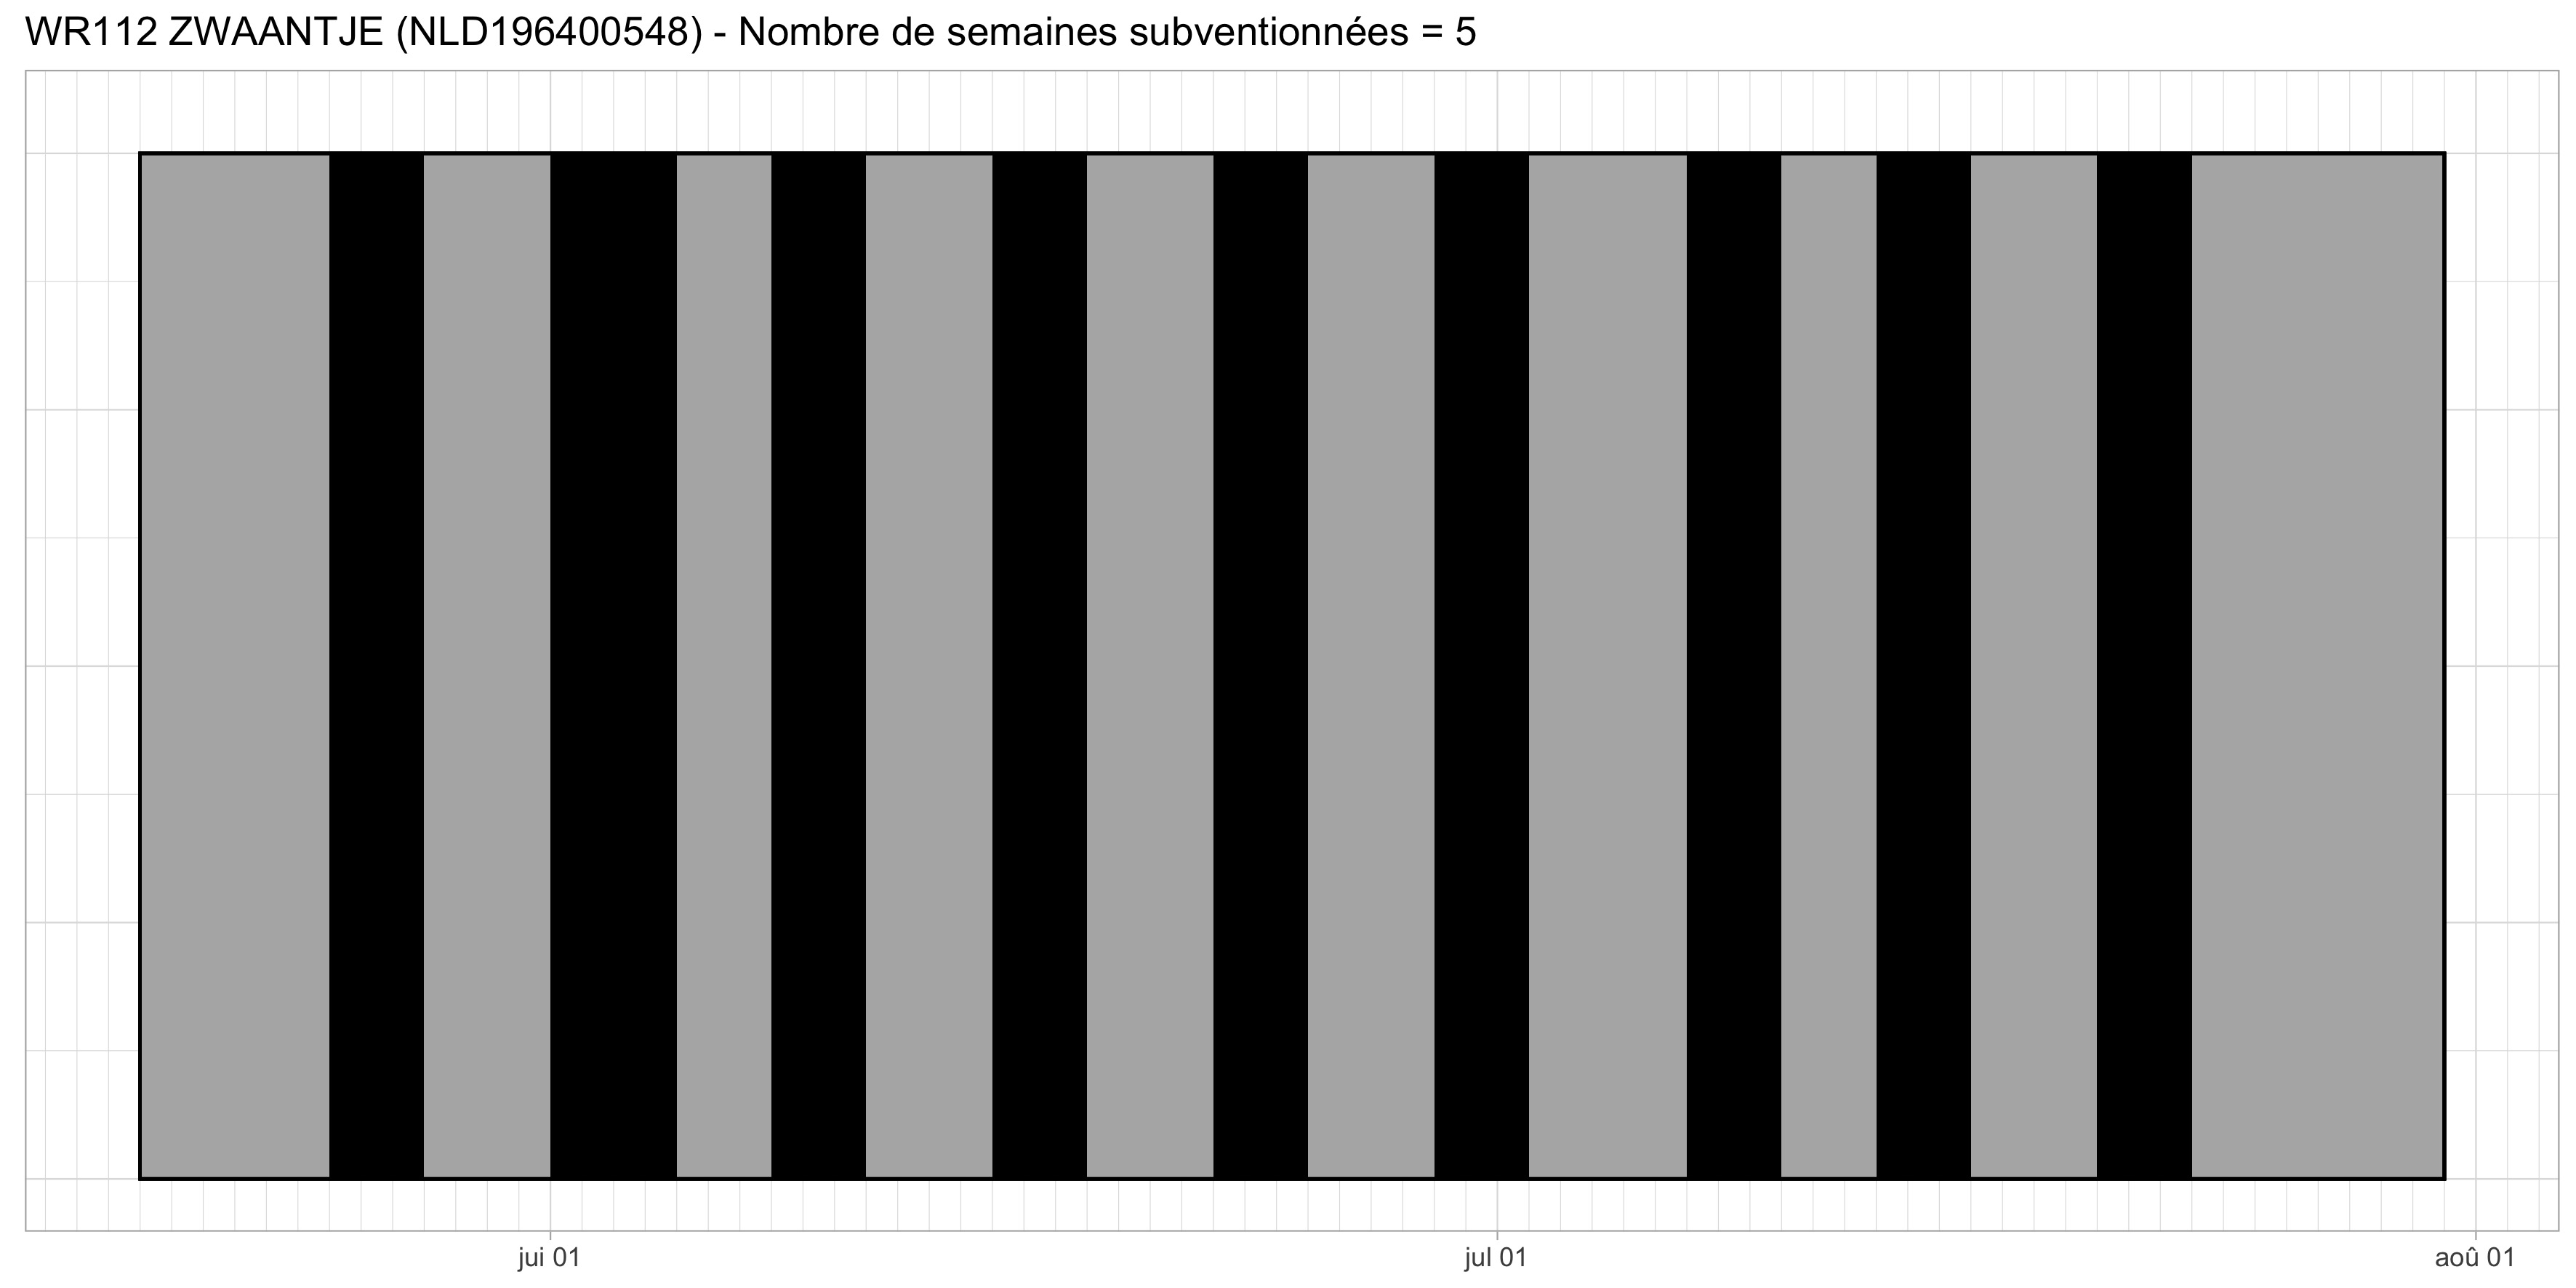 WR112 ZWAANTJE (NLD196400548) - Nombre de semaines subventionnées = 5
jui 01
jul 01
aoû 01